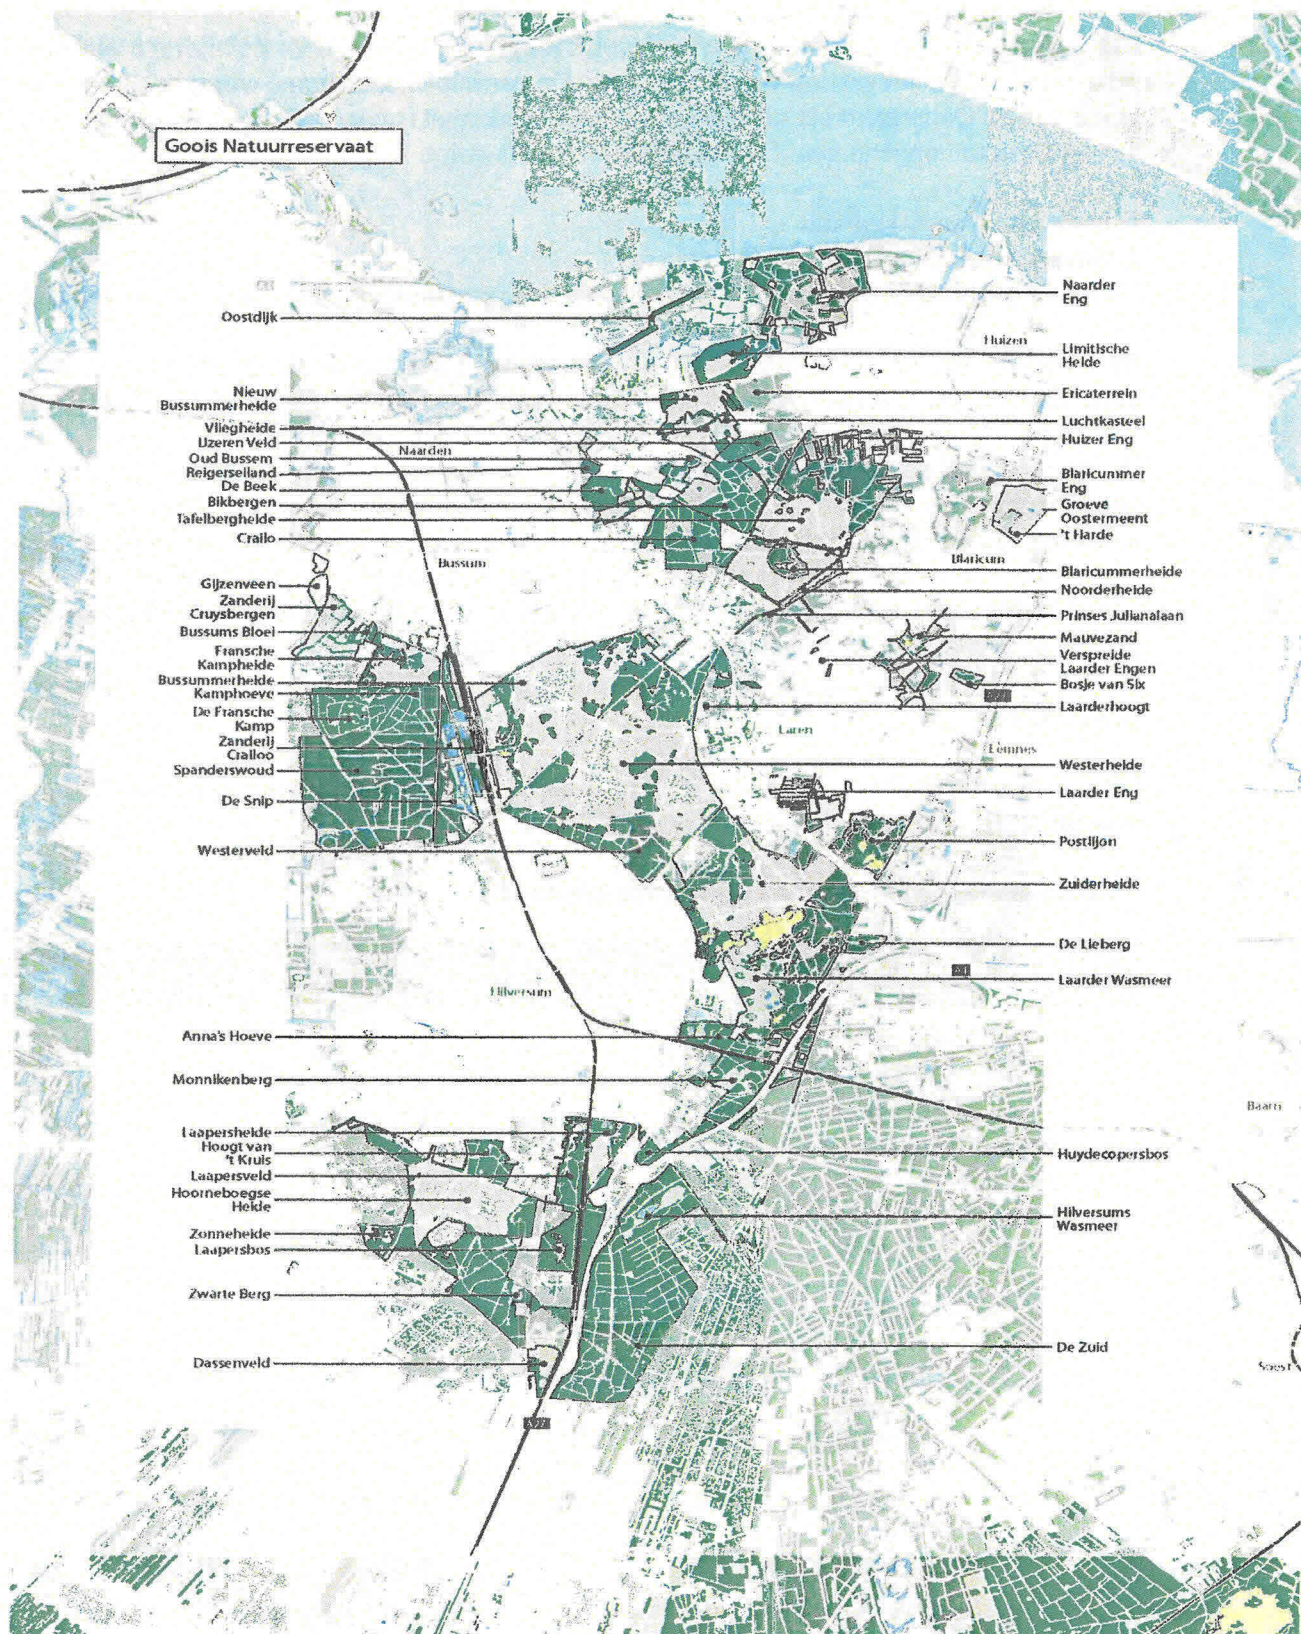 Goois Natuurreservaat
Oostdijk
Nieuw
Bussummerheide
Vliegheide
IJzeren Veld
Oud Bussem
Reigerseiland
De Beek
Bikbergen
Tafelbergheide
Crailo
Gijzenveen
Zanderij
Cruysbergen
Bussums Bloei
Fransche
Kampheide
Bussummerheide
Kamphoeve
De Fransche
Kamp
Zanderij
Crailoo
Spanderswoud
De Snip
Westerveld
Anna's Hoeve
Monnikenberg
Laapersheide
Hoogt van
't Kruis
Laapersveld
Hoorneboegse
Heide
Zonneheide
Laapersbos
Zwarte Berg
Dassenveld
Naarden
Bussum
Hilversum
Huizen
Blaricum
Laren
Eemnes
Baarn
Soest
Naarder
Eng
Limitische
Heide
Ericaterrein
Luchtkasteel
Huizer Eng
Blaricummer
Eng
Groeve
Oostermeent
't Harde
Blaricummerheide
Noorderheide
Prinses Julianalaan
Mauvezand
Verspreide
Laarder Engen
Bosje van Six
Laarderhoogt
Westerheide
Laarder Eng
Postiljon
Zuiderheide
De Lieberg
Laarder Wasmeer
Huydecopersbos
Hilversums
Wasmeer
De Zuid